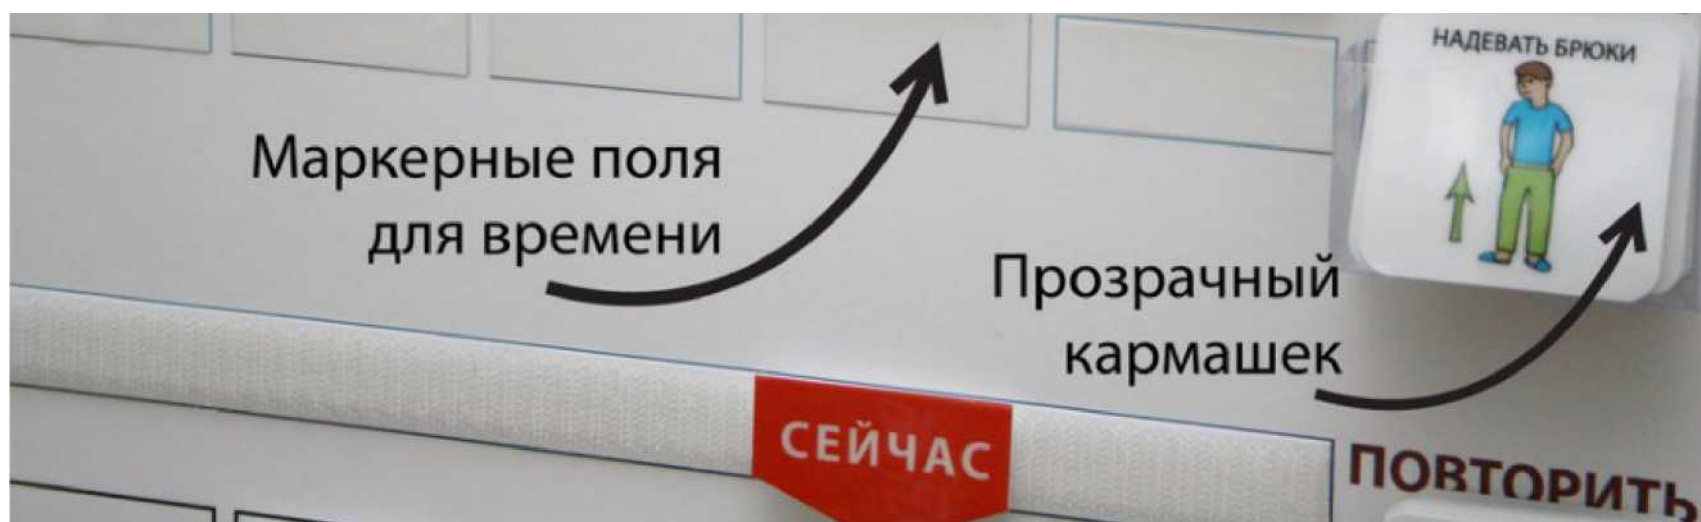 НАДЕВАТЬ БРЮКИ
Маркерные поля
для времени
Прозрачный
кармашек
СЕЙЧАС
ПОВТОРИТЬ